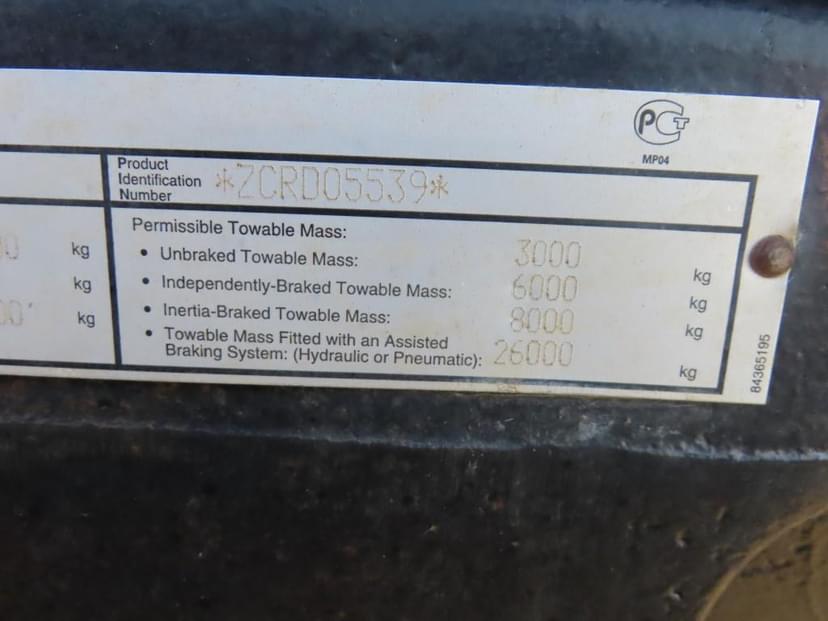 PCT
MP04
Product
Identification
Number
*ZCRD05539*
Permissible Towable Mass:
• Unbraked Towable Mass: 3000 kg
• Independently-Braked Towable Mass: 6000 kg
• Inertia-Braked Towable Mass: 8000 kg
• Towable Mass Fitted with an Assisted
Braking System: (Hydraulic or Pneumatic): 26000 kg
kg
kg
kg
84365195